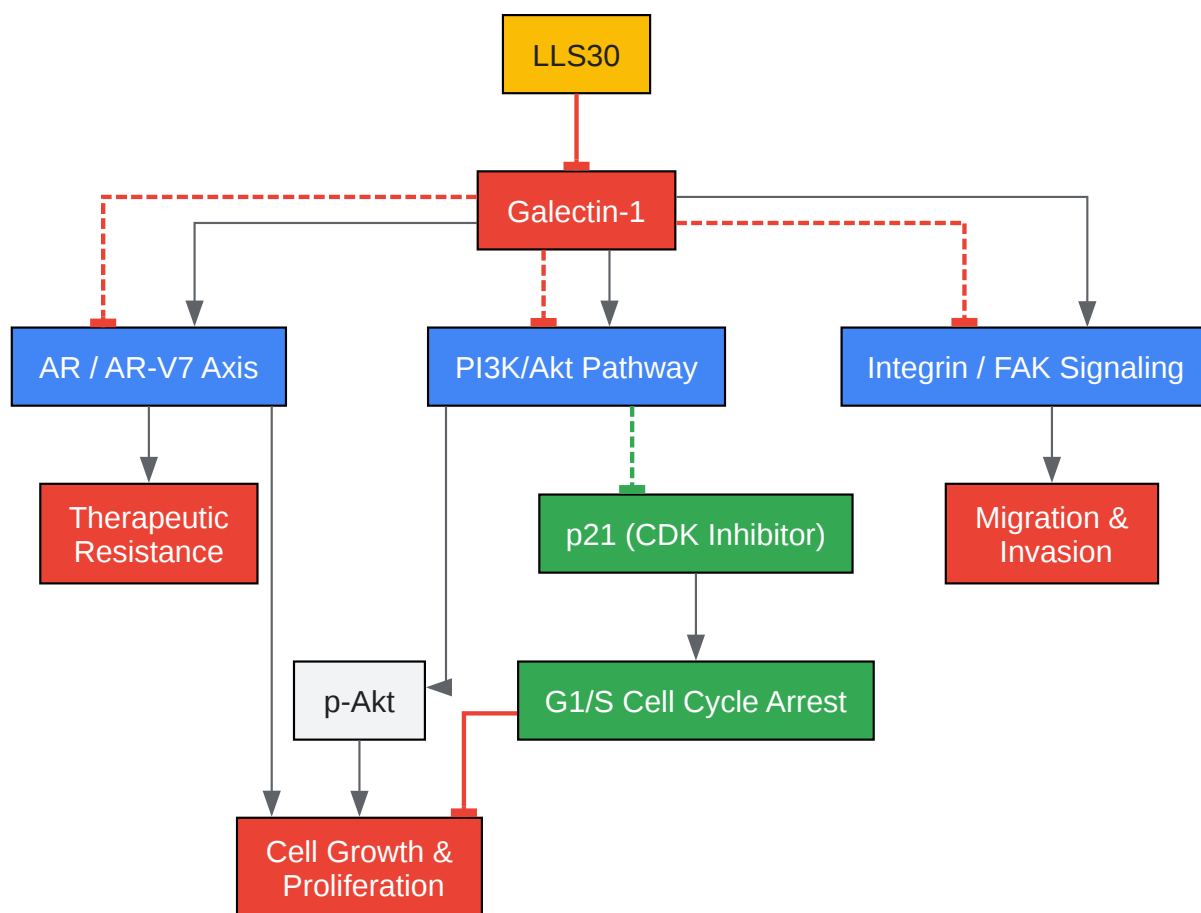 LLS30
Galectin-1
AR / AR-V7 Axis
PI3K/Akt Pathway
Integrin / FAK Signaling
Therapeutic
Resistance
p21 (CDK Inhibitor)
Migration &
Invasion
p-Akt
G1/S Cell Cycle Arrest
Cell Growth &
Proliferation